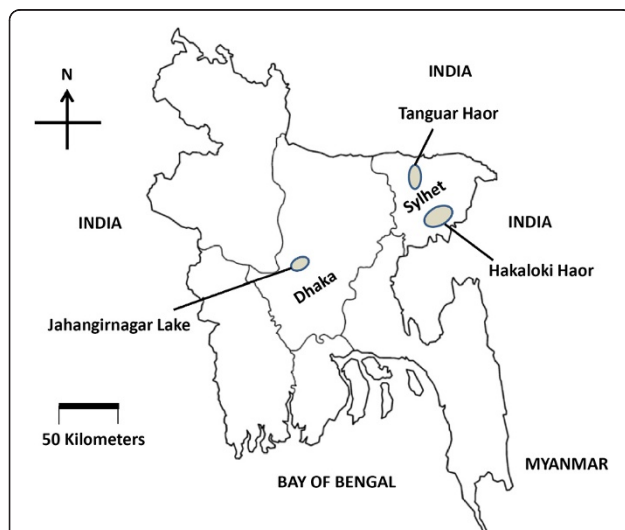 N
INDIA
Tanguar Haor
Sylhet
INDIA
INDIA
Hakaloki Haor
Dhaka
Jahangirnagar Lake
50 Kilometers
MYANMAR
BAY OF BENGAL